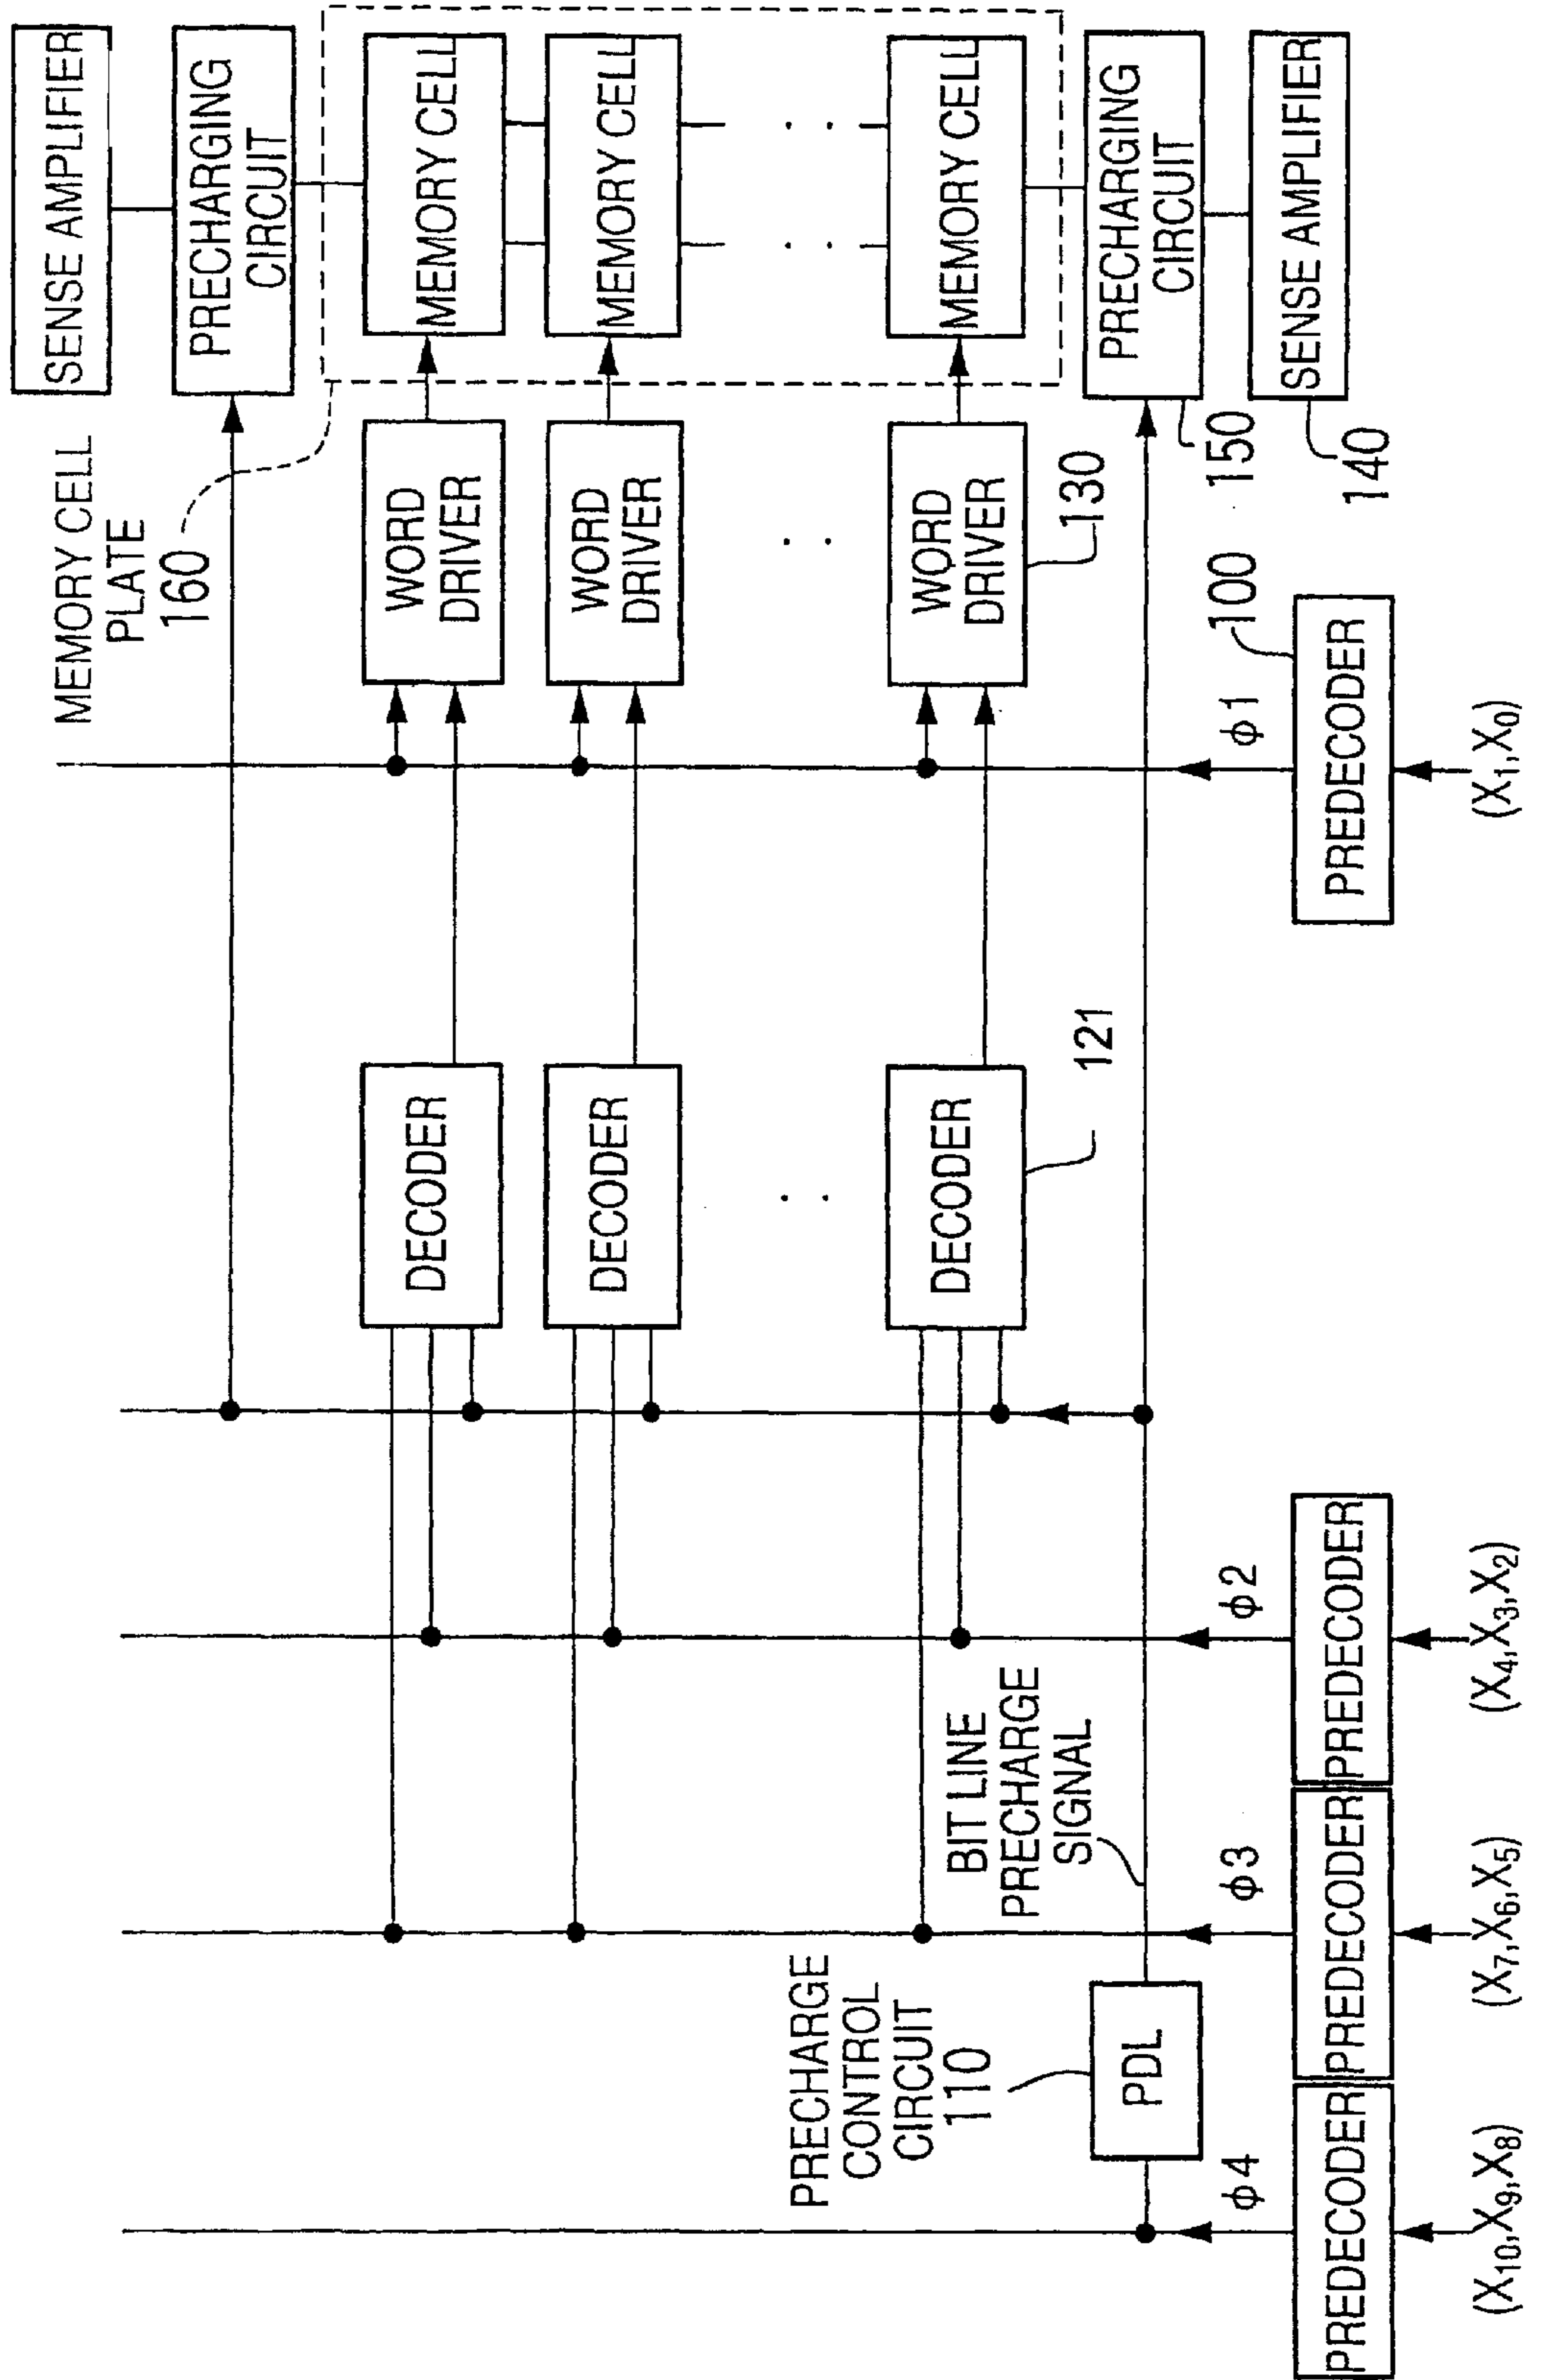 SENSE AMPLIFIER
PRECHARGING
CIRCUIT
MEMORY CELL
PLATE
160
WORD
DRIVER
MEMORY CELL
DECODER
WORD
DRIVER
MEMORY CELL
DECODER
WORD
DRIVER
130
MEMORY CELL
DECODER
121
PRECHARGING
CIRCUIT
150
SENSE AMPLIFIER
140
BIT LINE
PRECHARGE
SIGNAL
PRECHARGE
CONTROL
CIRCUIT
110
PDL
ϕ4
ϕ3
ϕ2
ϕ1
100
PREDECODER
PREDECODER
PREDECODER
PREDECODER
(X10,X9,X8)
(X7,X6,X5)
(X4,X3,X2)
(X1,X0)